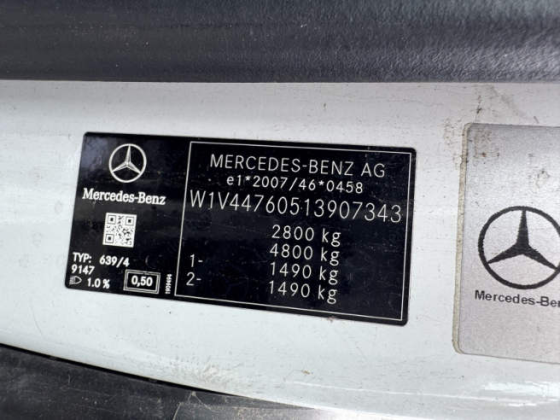 Mercedes-Benz
TYP: 639/4
9147
1.0 %
0,50
MERCEDES-BENZ AG
e1*2007/46*0458
W1V44760513907343
2800 kg
4800 kg
1- 1490 kg
2- 1490 kg
Mercedes-Ben